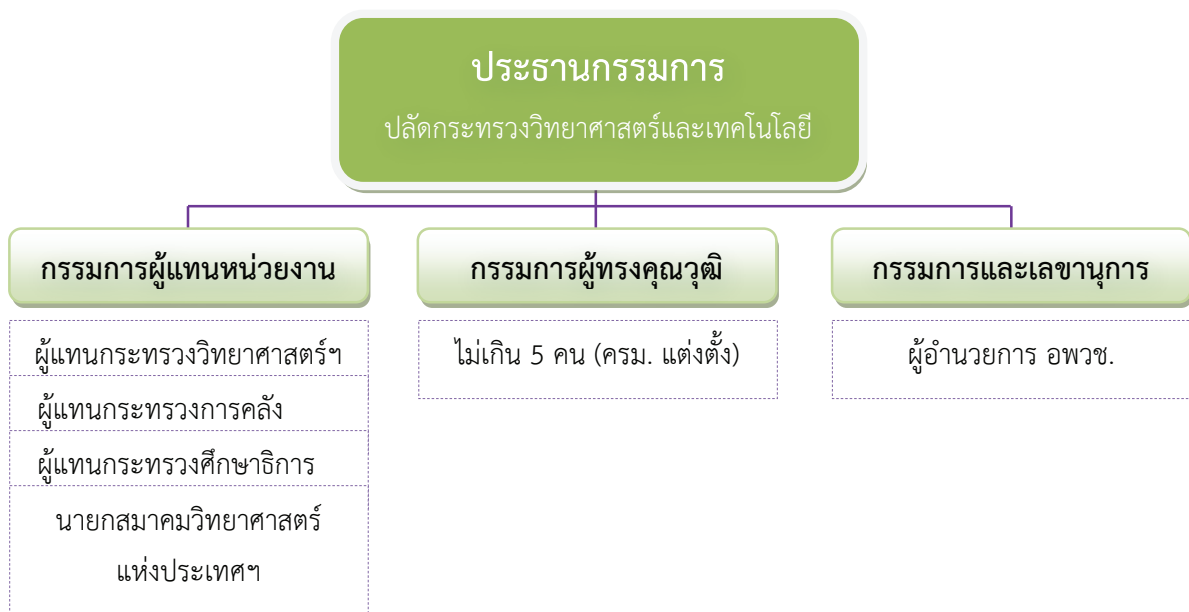 ประธานกรรมการ
ปลัดกระทรวงวิทยาศาสตร์และเทคโนโลยี
กรรมการผู้แทนหน่วยงาน
ผู้แทนกระทรวงวิทยาศาสตร์ฯ
ผู้แทนกระทรวงการคลัง
ผู้แทนกระทรวงศึกษาธิการ
นายกสมาคมวิทยาศาสตร์
แห่งประเทศฯ
กรรมการผู้ทรงคุณวุฒิ
ไม่เกิน 5 คน (ครม. แต่งตั้ง)
กรรมการและเลขานุการ
ผู้อำนวยการ อพวช.